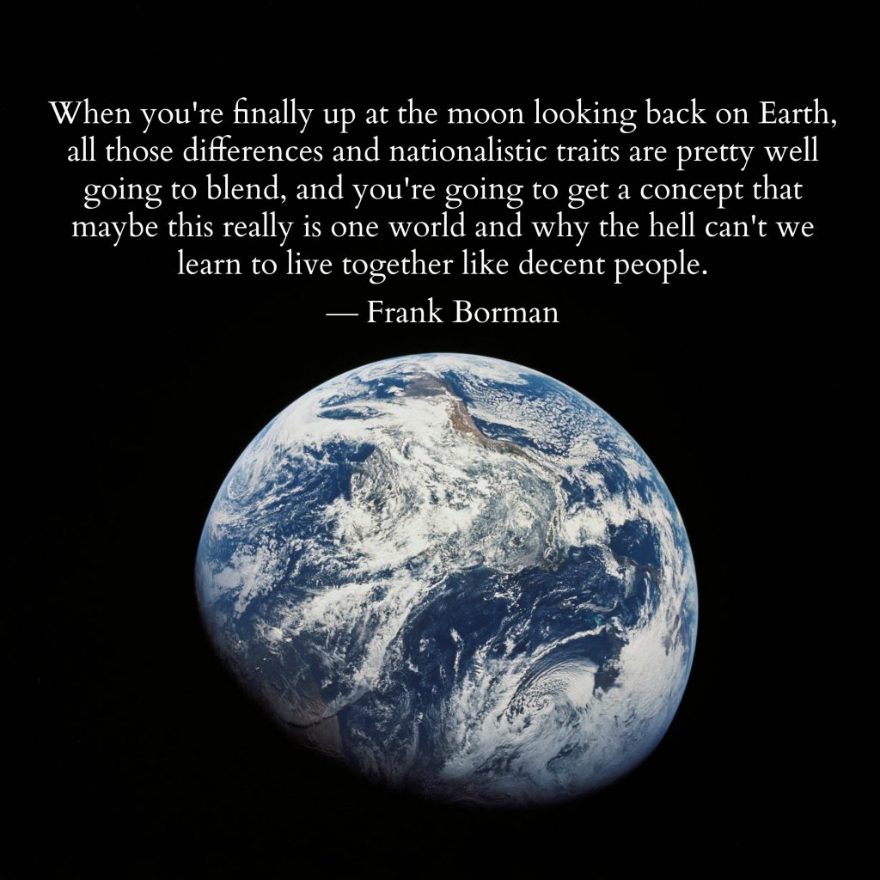 When you're finally up at the moon looking back on Earth,
all those differences and nationalistic traits are pretty well
going to blend, and you're going to get a concept that
maybe this really is one world and why the hell can't we
learn to live together like decent people.
— Frank Borman